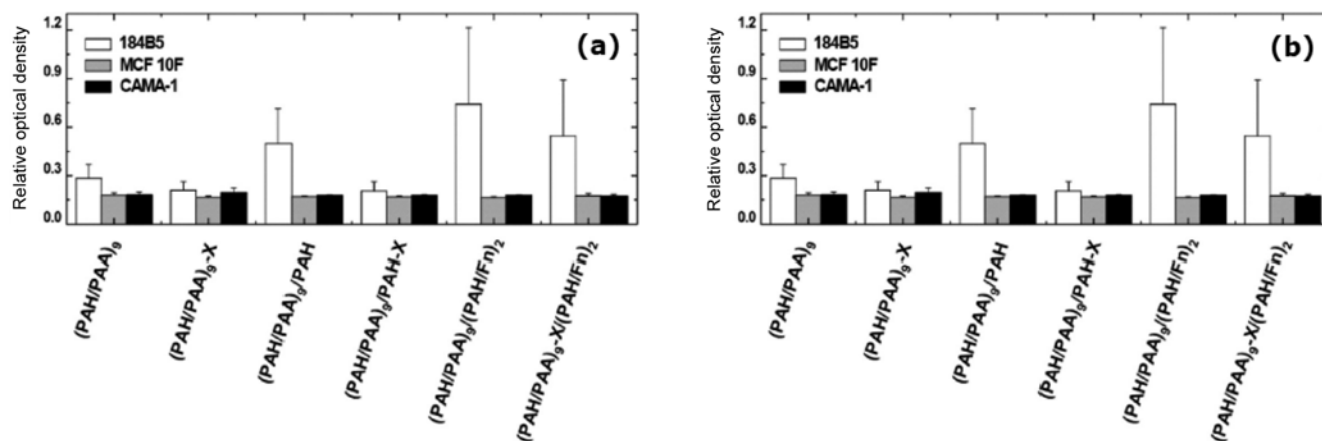 1.2
0.9
0.6
0.3
0.0
Relative optical density
184B5
MCF 10F
CAMA-1
(a)
(PAH/PAA)₉
(PAH/PAA)₉-X
(PAH/PAA)₉/PAH
(PAH/PAA)₉/PAH-X
(PAH/PAA)₉/(PAH/Fn)₂
(PAH/PAA)₉-X/(PAH/Fn)₂
1.2
0.9
0.6
0.3
0.0
Relative optical density
184B5
MCF 10F
CAMA-1
(b)
(PAH/PAA)₉
(PAH/PAA)₉-X
(PAH/PAA)₉/PAH
(PAH/PAA)₉/PAH-X
(PAH/PAA)₉/(PAH/Fn)₂
(PAH/PAA)₉-X/(PAH/Fn)₂